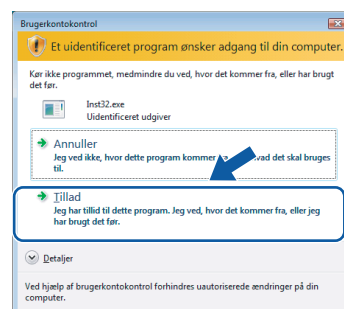 Brugerkontokontrol
Et uidentificeret program ønsker adgang til din computer.
Kør ikke programmet, medmindre du ved, hvor det kommer fra, eller har brugt
det før.
Inst32.exe
Uidentificeret udgiver
Annuller
Jeg ved ikke, hvor dette program kommer fra, vad det skal bruges
til.
Tillad
Jeg har tillid til dette program. Jeg ved, hvor det kommer fra, eller jeg
har brugt det før.
Detaljer
Ved hjælp af brugerkontokontrol forhindres uautoriserede ændringer på din
computer.